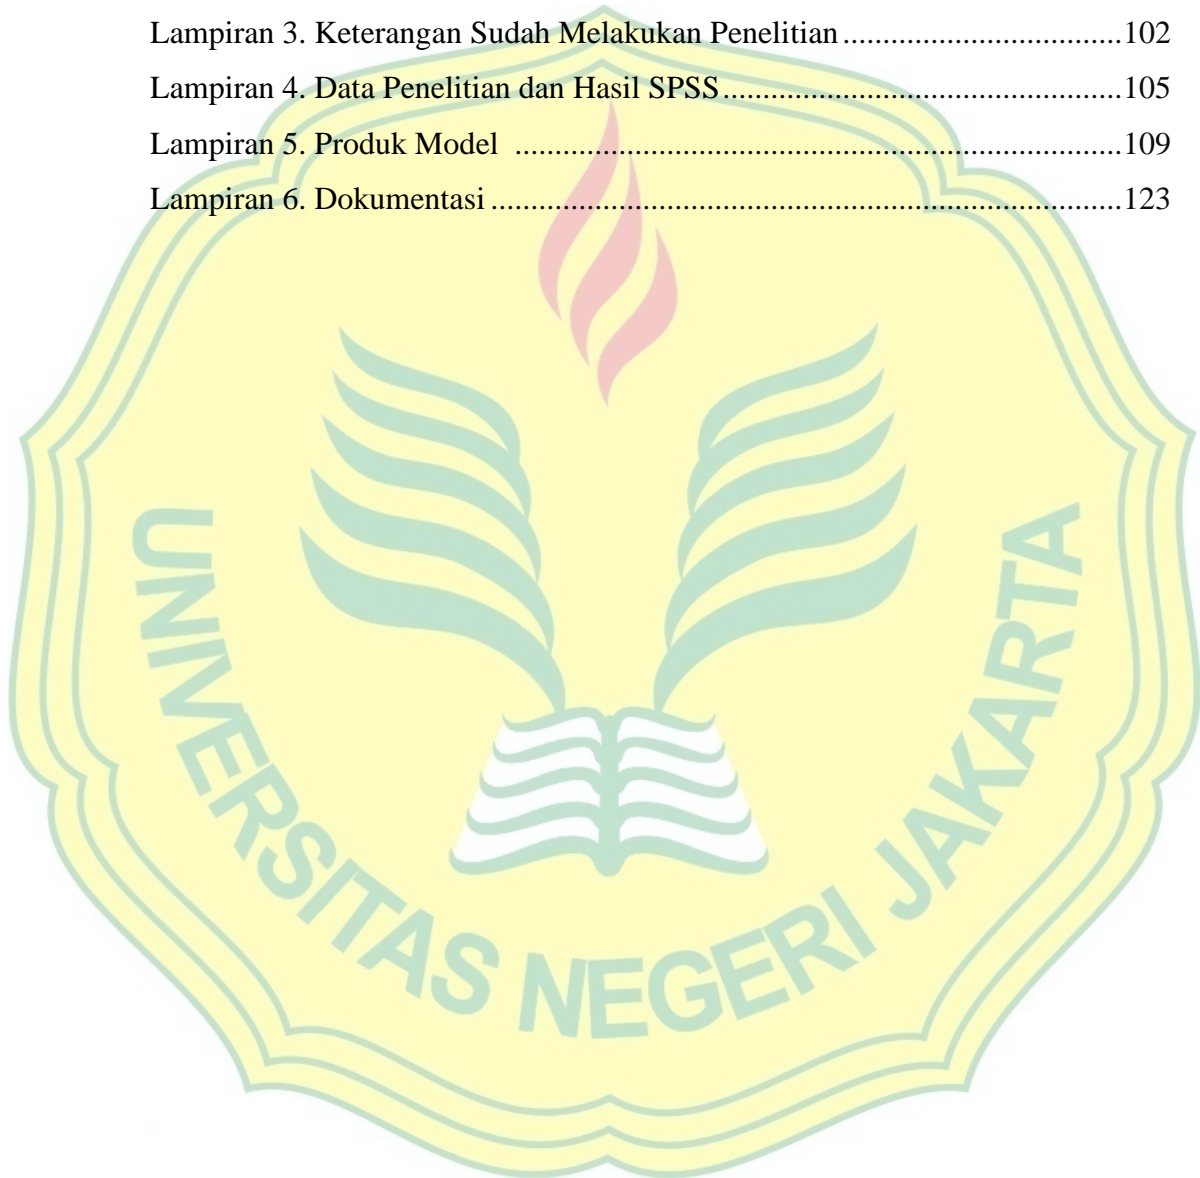 Lampiran 3. Keterangan Sudah Melakukan Penelitian...................................102
Lampiran 4. Data Penelitian dan Hasil SPSS..................................................105
Lampiran 5. Produk Model ............................................................................109
Lampiran 6. Dokumentasi ...............................................................................123
UNIVERSITAS NEGERI JAKARTA